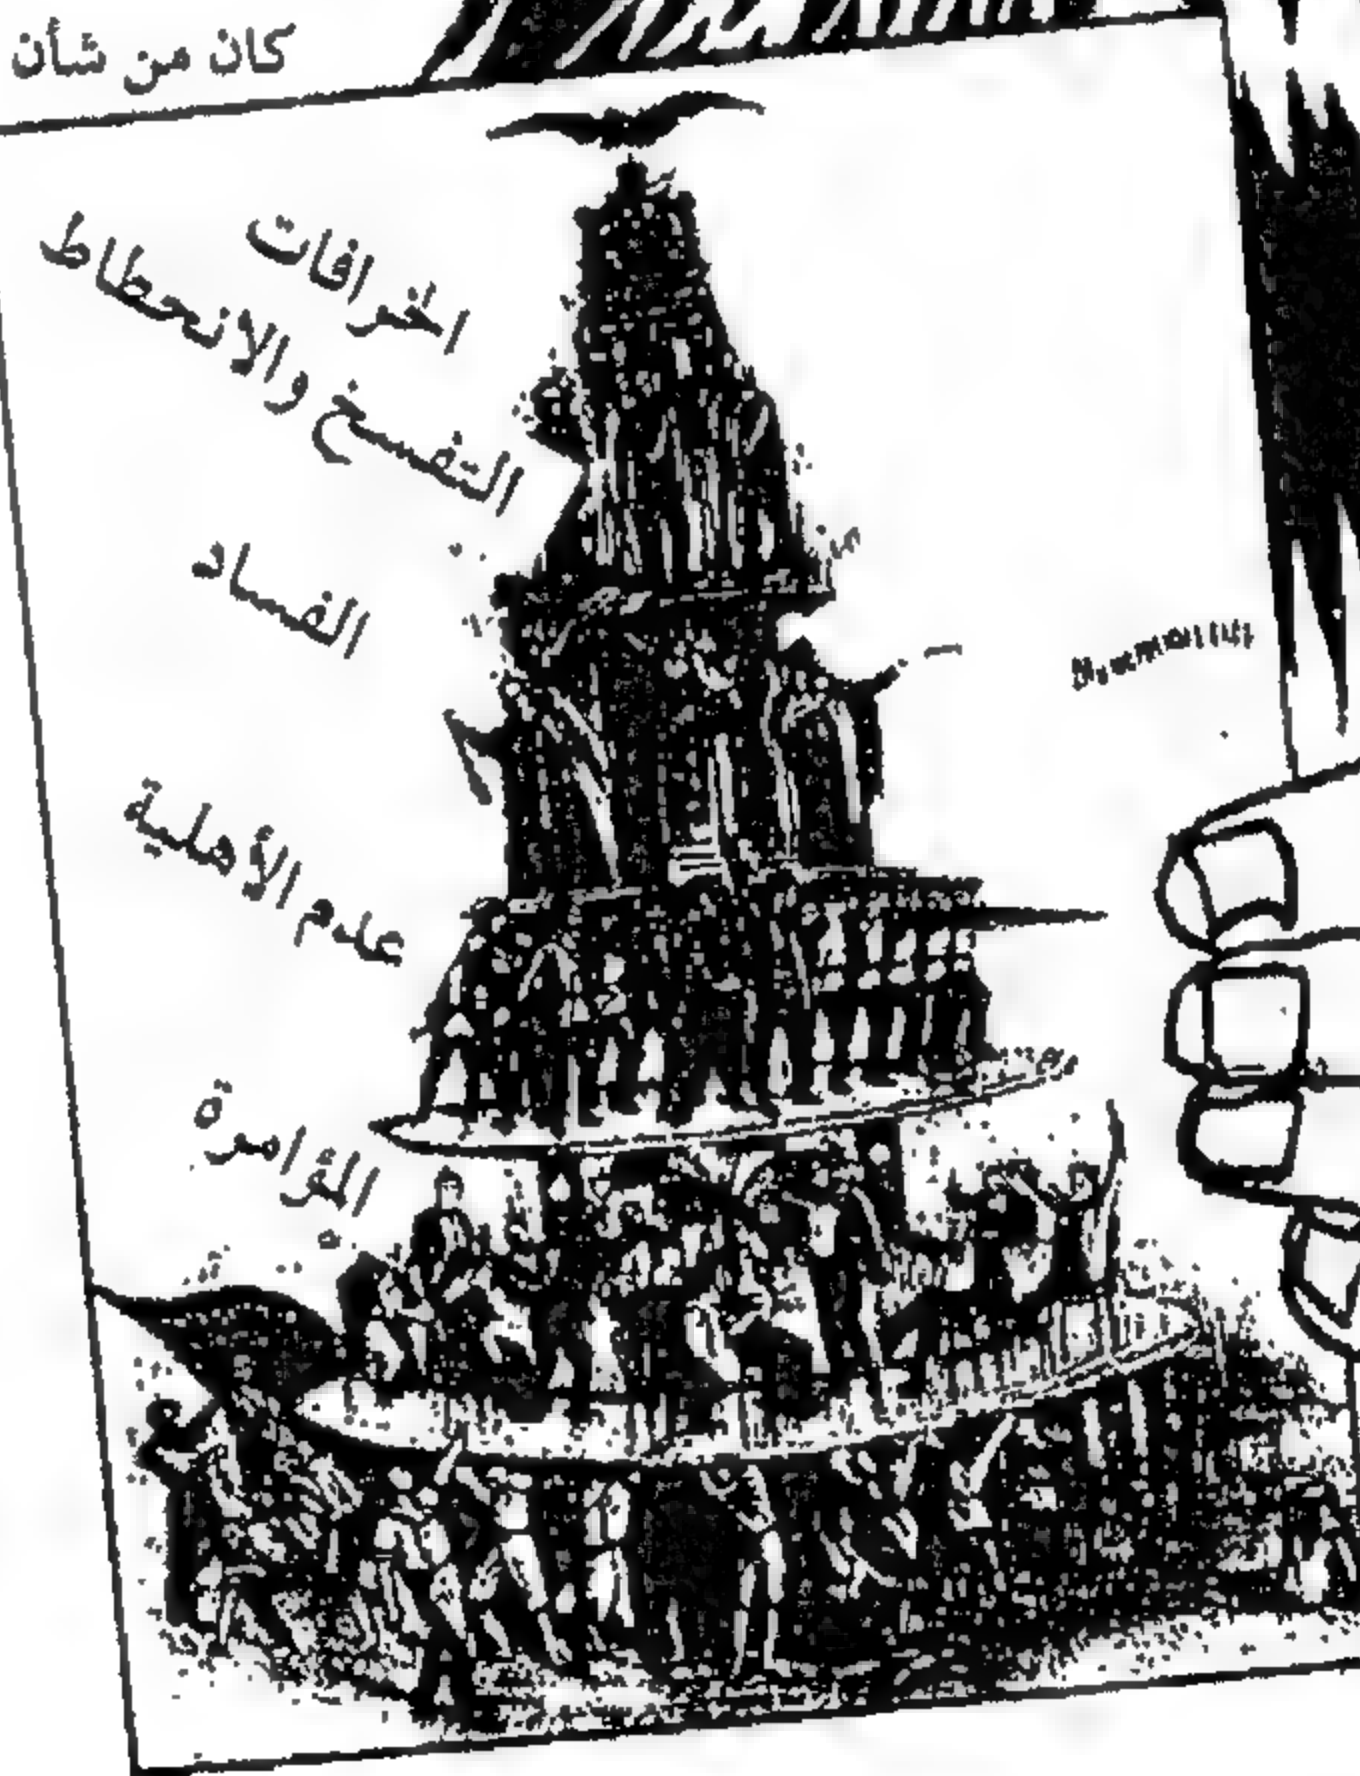 كان من شأن
الخرافات
التفسخ والانحطاط
الفساد
عدم الأهلية
المؤامرة